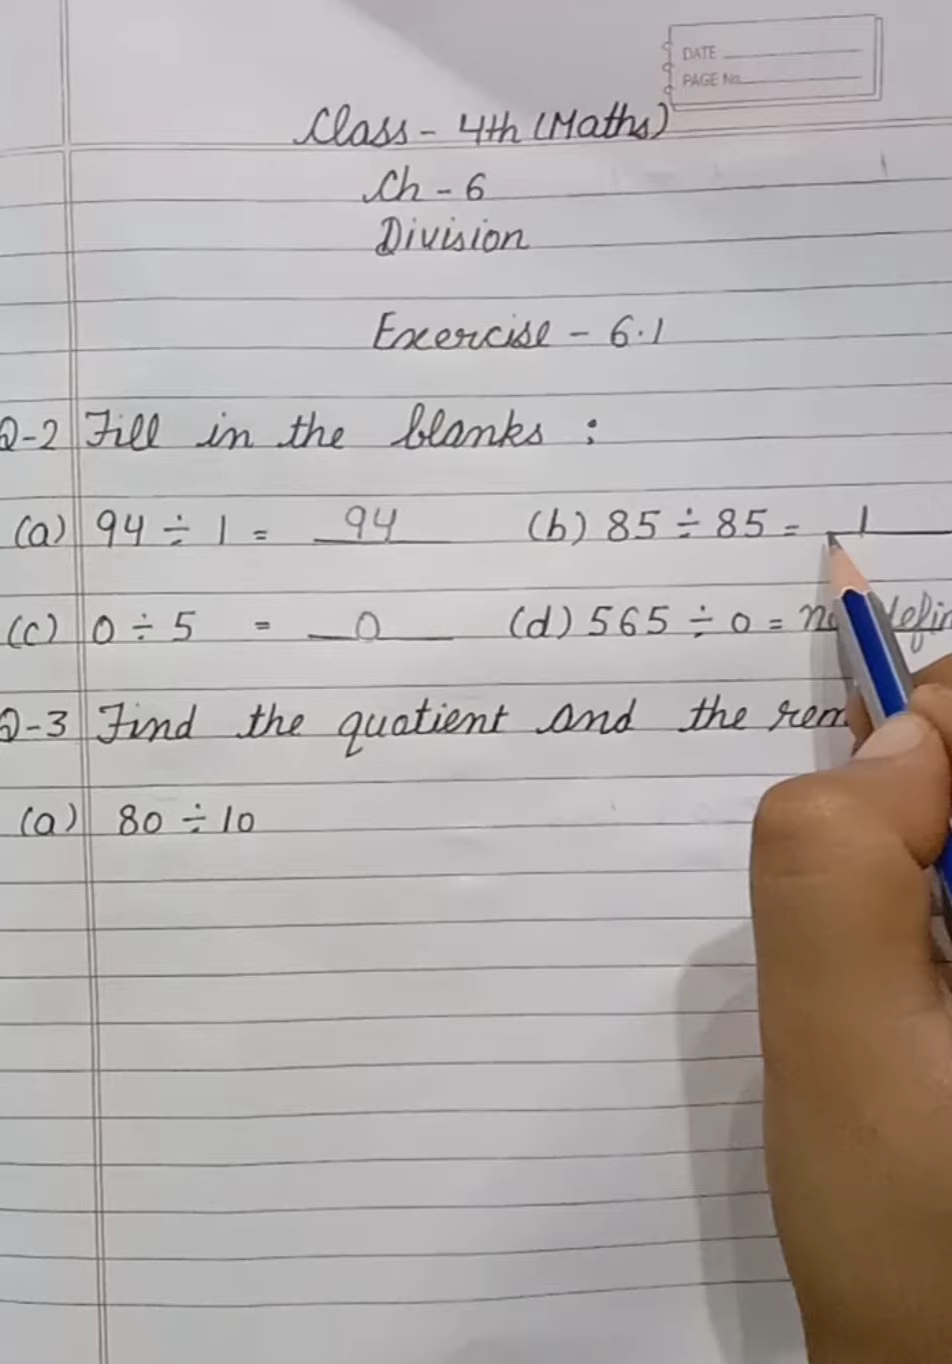 DATE
PAGE No.
Class - 4th (Maths)
Ch - 6
Division
Exercise - 6.1
Q-2 Fill in the blanks :
(a) 94 ÷ 1 = 94 (b) 85 ÷ 85 = 1
(c) 0 ÷ 5 = 0 (d) 565 ÷ 0 =
Q-3 Find the quotient and the
(a) 80 ÷ 10